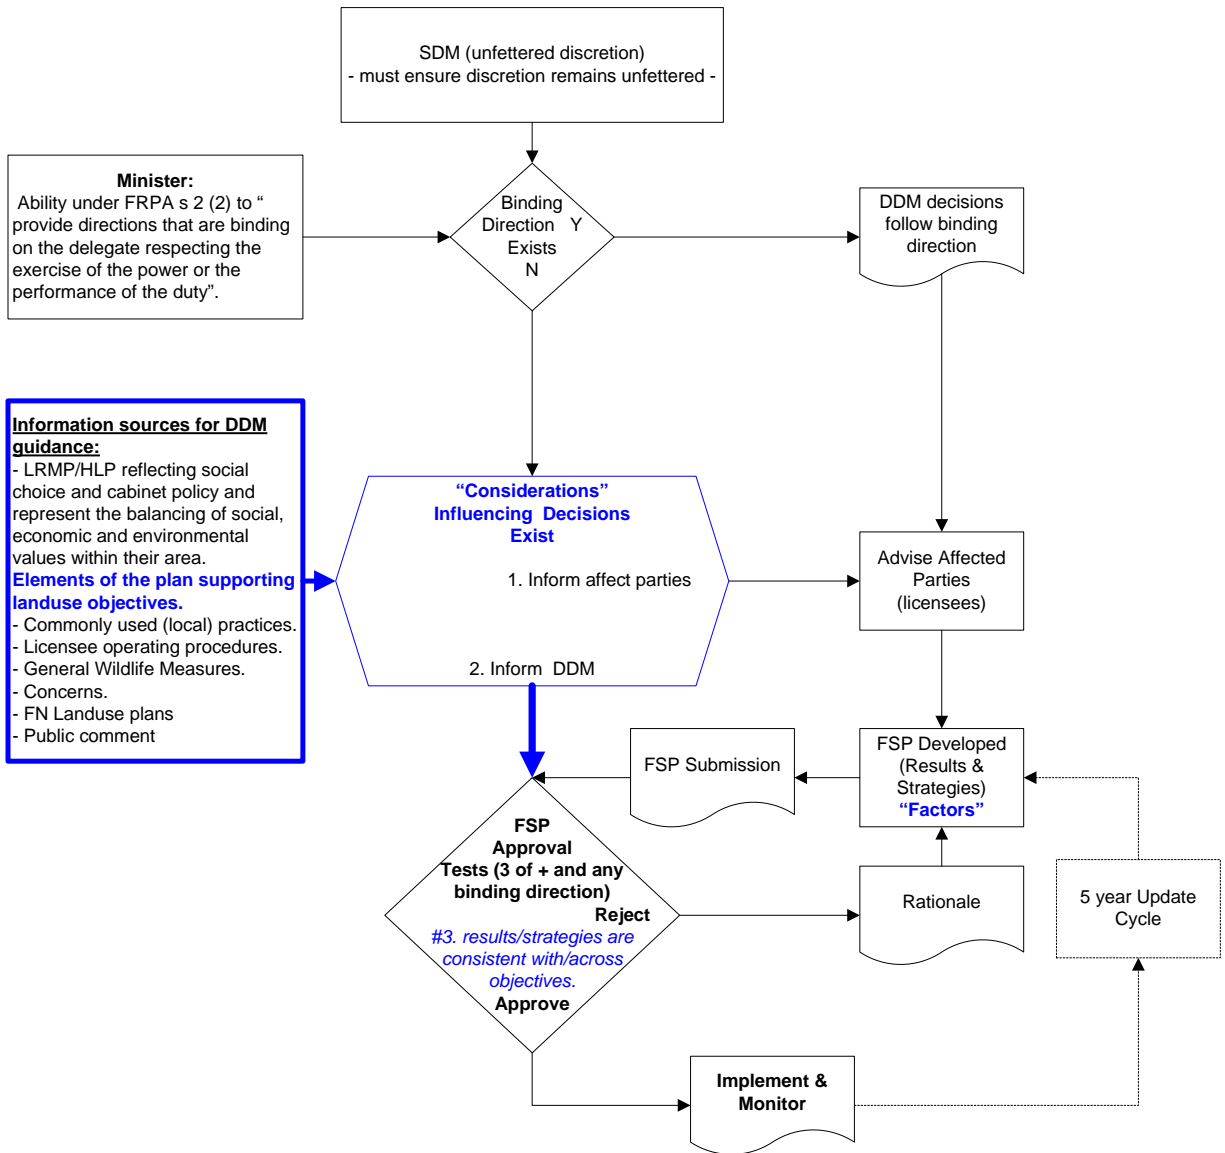 SDM (unfettered discretion)
- must ensure discretion remains unfettered -
Minister:
Ability under FRPA s 2 (2) to “
provide directions that are binding
on the delegate respecting the
exercise of the power or the
performance of the duty”.
Binding
Direction Y
Exists
N
DDM decisions
follow binding
direction
Information sources for DDM
guidance:
- LRMP/HLP reflecting social
choice and cabinet policy and
represent the balancing of social,
economic and environmental
values within their area.
Elements of the plan supporting
landuse objectives.
- Commonly used (local) practices.
- Licensee operating procedures.
- General Wildlife Measures.
- Concerns.
- FN Landuse plans
- Public comment
“Considerations”
Influencing Decisions
Exist
1. Inform affect parties
2. Inform DDM
Advise Affected
Parties
(licensees)
FSP Developed
(Results &
Strategies)
“Factors”
FSP Submission
FSP
Approval
Tests (3 of + and any
binding direction)
Reject
#3. results/strategies are
consistent with/across
objectives.
Approve
Rationale
5 year Update
Cycle
Implement &
Monitor